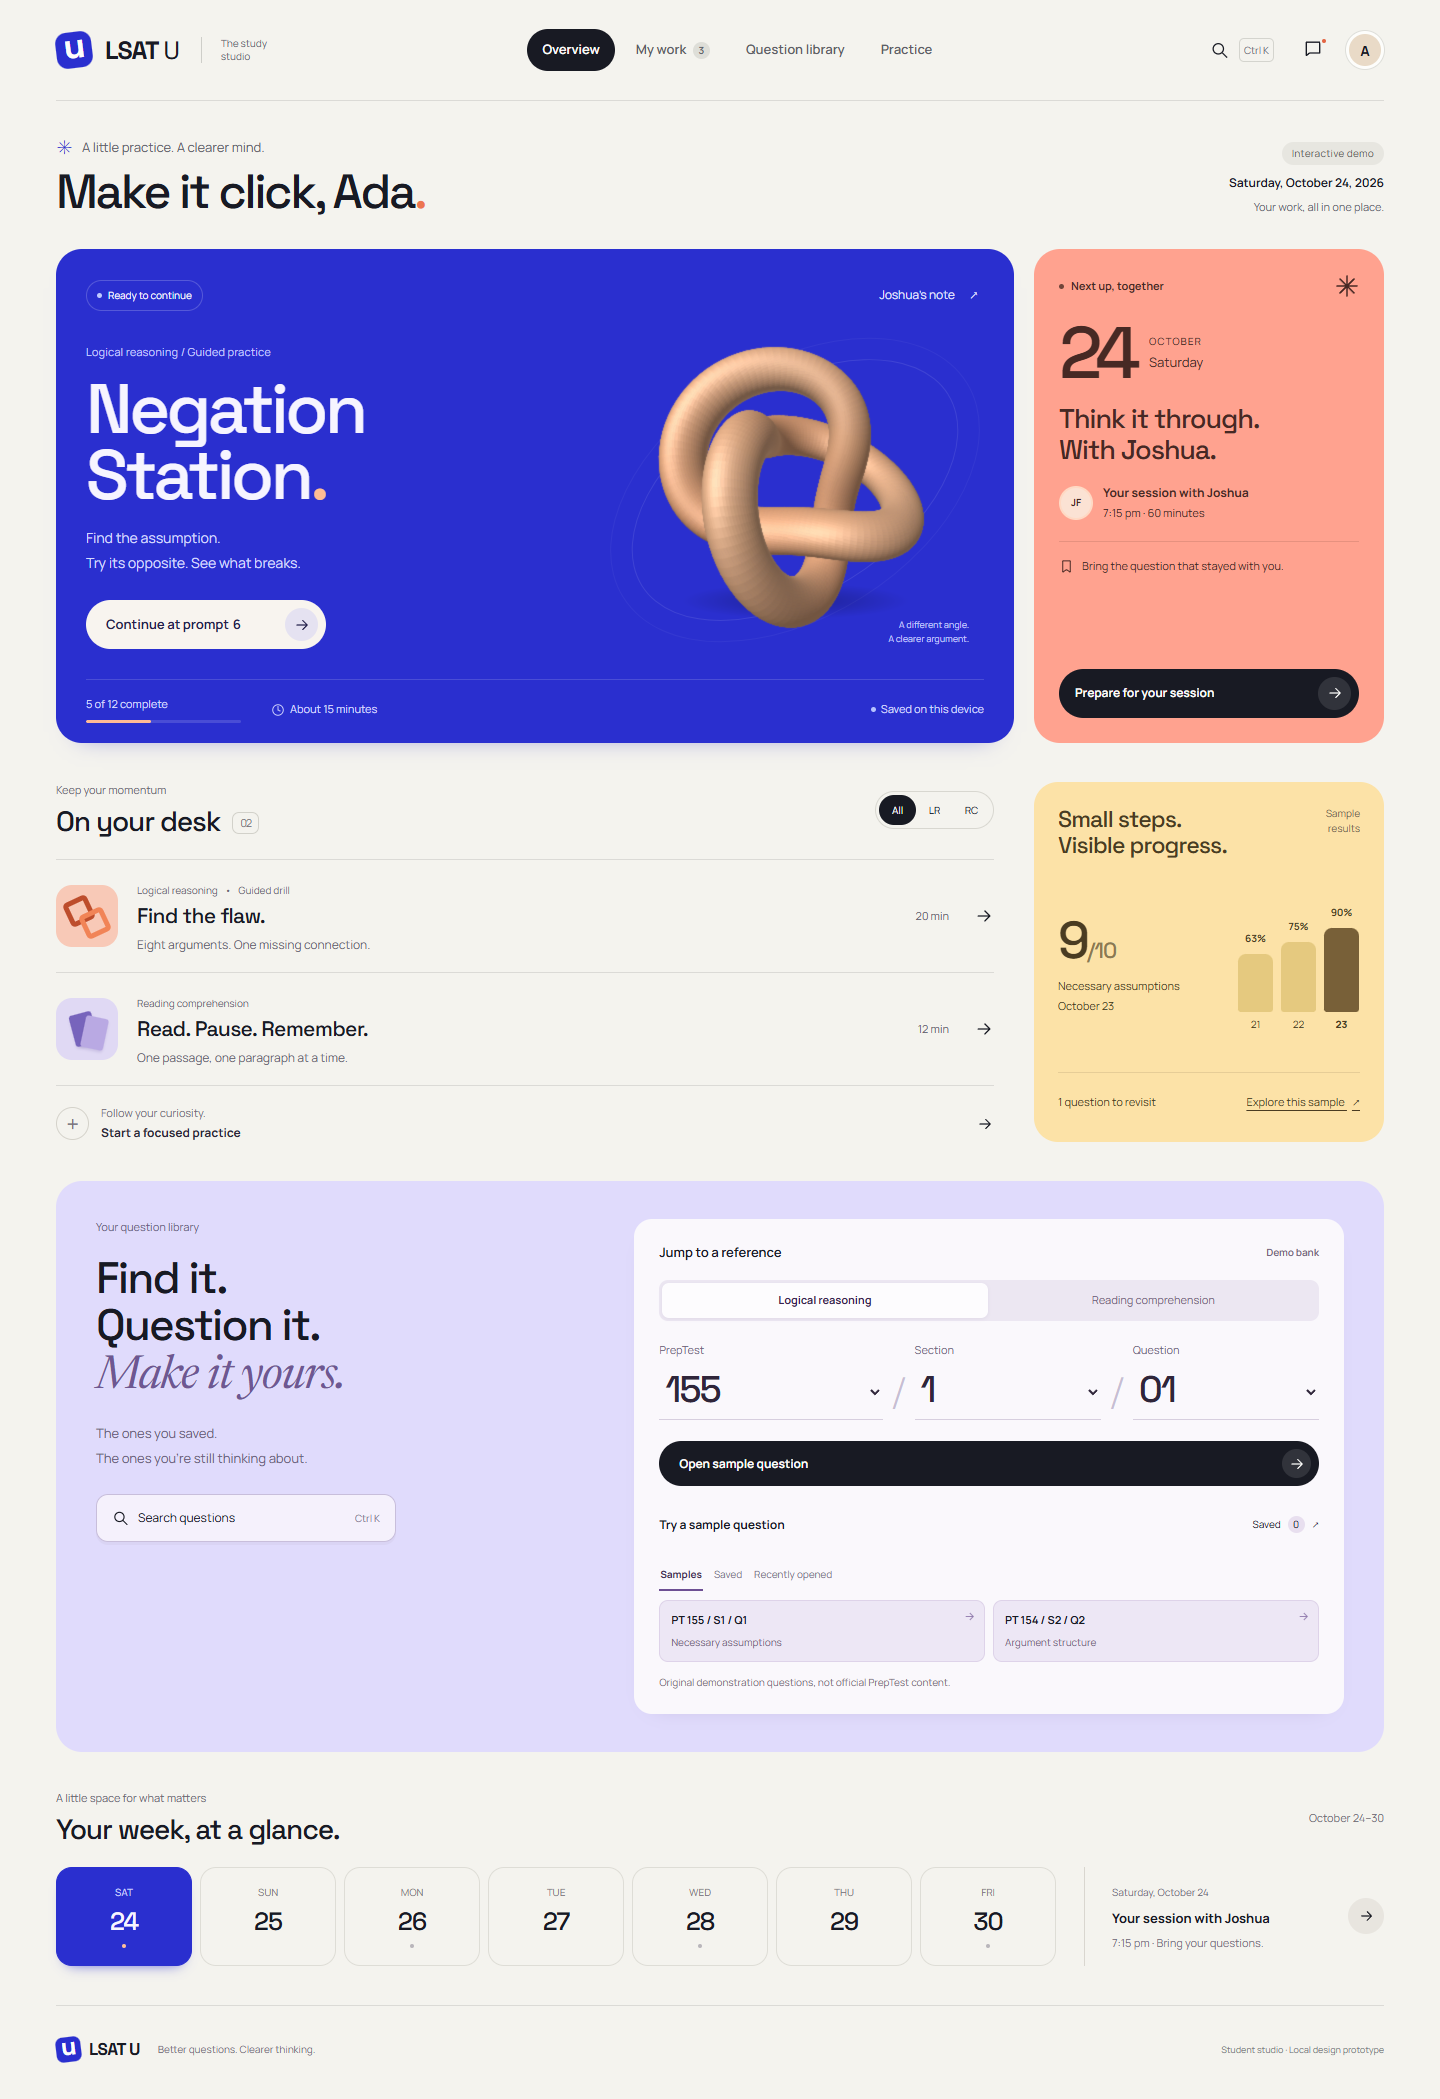 u LSAT U
The study
studio
Overview
My work 3
Question library
Practice
Ctrl K
A
A little practice. A clearer mind.
Make it click, Ada.
Interactive demo
Saturday, October 24, 2026
Your work, all in one place.
Ready to continue
Joshua's note ↗
Logical reasoning / Guided practice
Negation
Station.
Find the assumption.
Try its opposite. See what breaks.
Continue at prompt 6 →
A different angle.
A clearer argument.
5 of 12 complete
About 15 minutes
Saved on this device
Next up, together
24
OCTOBER
Saturday
Think it through.
With Joshua.
JF
Your session with Joshua
7:15 pm · 60 minutes
Bring the question that stayed with you.
Prepare for your session →
Keep your momentum
On your desk 02
All LR RC
Logical reasoning • Guided drill
Find the flaw.
Eight arguments. One missing connection.
20 min →
Reading comprehension
Read. Pause. Remember.
One passage, one paragraph at a time.
12 min →
+
Follow your curiosity.
Start a focused practice
→
Small steps.
Visible progress.
Sample
results
9/10
Necessary assumptions
October 23
63%
75%
90%
21
22
23
1 question to revisit
Explore this sample ↗
Your question library
Find it.
Question it.
Make it yours.
The ones you saved.
The ones you're still thinking about.
Search questions Ctrl K
Jump to a reference
Demo bank
Logical reasoning
Reading comprehension
PrepTest
Section
Question
155 / 1 / 01
Open sample question →
Try a sample question
Saved 0 ↗
Samples
Saved
Recently opened
PT 155 / S1 / Q1 →
Necessary assumptions
PT 154 / S2 / Q2 →
Argument structure
Original demonstration questions, not official PrepTest content.
A little space for what matters
Your week, at a glance.
October 24–30
SAT
24
SUN
25
MON
26
TUE
27
WED
28
THU
29
FRI
30
Saturday, October 24
Your session with Joshua
7:15 pm · Bring your questions.
→
u LSAT U
Better questions. Clearer thinking.
Student studio · Local design prototype